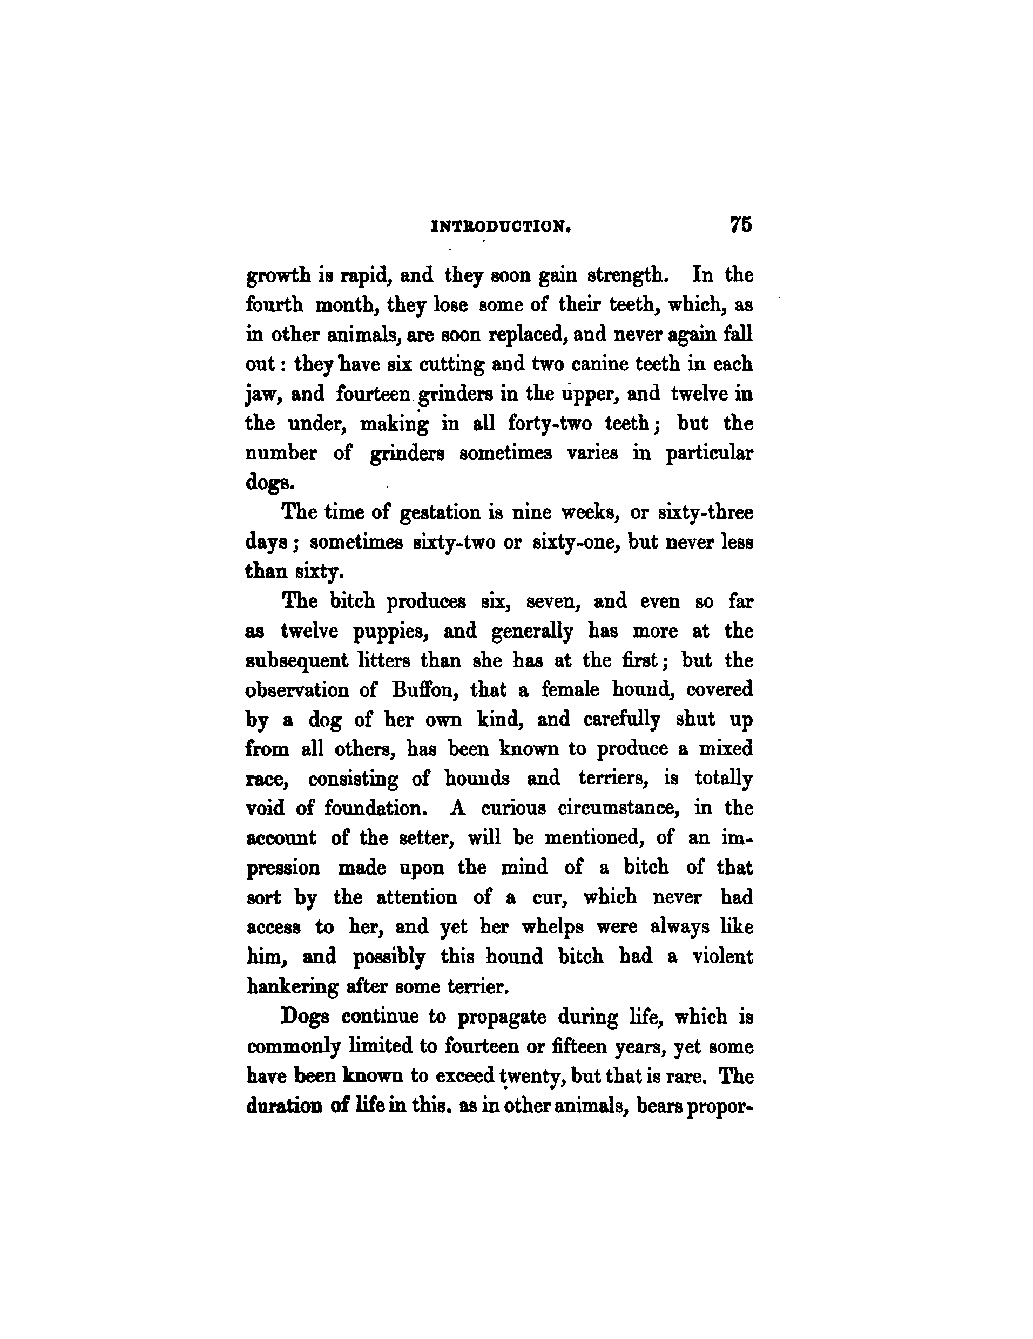 INTRODUCTION. 75
growth is rapid, and they soon gain strength. In the
fourth month, they lose some of their teeth, which, as
in other animals, are soon replaced, and never again fall
out : they have six cutting and two canine teeth in each
jaw, and fourteen grinders in the upper, and twelve in
the under, making in all forty-two teeth ; but the
number of grinders sometimes varies in particular
dogs.
The time of gestation is nine weeks, or sixty-three
days ; sometimes sixty-two or sixty-one, but never less
than sixty.
The bitch produces six, seven, and even so far
as twelve puppies, and generally has more at the
subsequent litters than she has at the first ; but the
observation of Buffon, that a female hound, covered
by a dog of her own kind, and carefully shut up
from all others, has been known to produce a mixed
race, consisting of hounds and terriers, is totally
void of foundation. A curious circumstance, in the
account of the setter, will be mentioned, of an im-
pression made upon the mind of a bitch of that
sort by the attention of a cur, which never had
access to her, and yet her whelps were always like
him, and possibly this hound bitch had a violent
hankering after some terrier.
Dogs continue to propagate during life, which is
commonly limited to fourteen or fifteen years, yet some
have been known to exceed twenty, but that is rare. The
duration of life in this. as in other animals, bears propor-